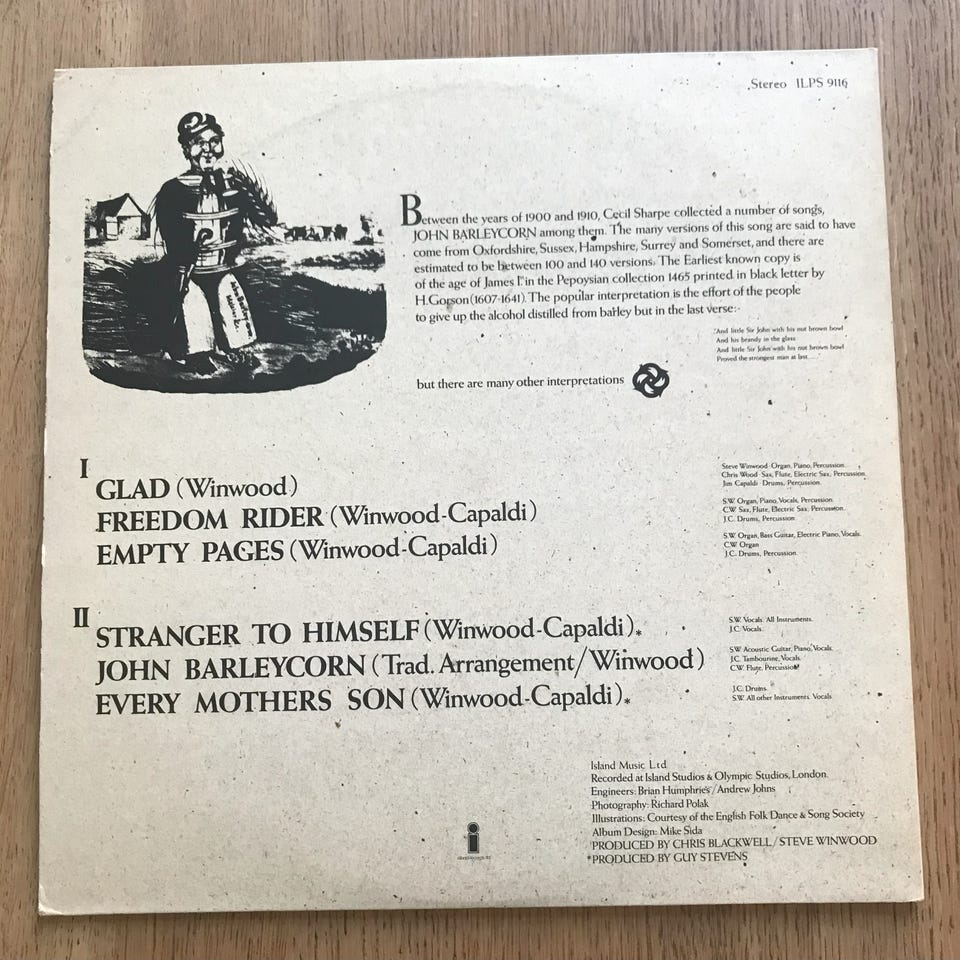 Stereo ILPS 9116
Between the years of 1900 and 1910, Cecil Sharpe collected a number of songs,
JOHN BARLEYCORN among them. The many versions of this song are said to have
come from Oxfordshire, Sussex, Hampshire, Surrey and Somerset, and there are
estimated to be between 100 and 140 versions. The Earliest known copy is
of the age of James I in the Pepoysian collection 1465 printed in black letter by
H.Gorson (1607-1641). The popular interpretation is the effort of the people
to give up the alcohol distilled from barley but in the last verse:-
"And little Sir John with his nut brown bowl
And his brandy in the glass
And little Sir John with his nut brown bowl
Proved the strongest man at last....."
but there are many other interpretations
I
GLAD (Winwood)
FREEDOM RIDER (Winwood-Capaldi)
EMPTY PAGES (Winwood-Capaldi)
Steve Winwood-Organ, Piano, Percussion.
Chris Wood-Sax, Flute, Electric Sax, Percussion.
Jim Capaldi-Drums, Percussion.
S.W. Organ, Piano, Vocals, Percussion.
C.W. Sax, Flute, Electric Sax, Percussion.
J.C. Drums, Percussion.
S.W. Organ, Bass Guitar, Electric Piano, Vocals.
C.W. Organ
J.C. Drums, Percussion.
II
STRANGER TO HIMSELF (Winwood-Capaldi).*
JOHN BARLEYCORN (Trad. Arrangement/Winwood)
EVERY MOTHERS SON (Winwood-Capaldi).*
S.W. Vocals. All Instruments.
J.C. Vocals.
S.W. Acoustic Guitar, Piano, Vocals.
J.C. Tambourine, Vocals.
C.W. Flute, Percussion
J.C. Drums.
S.W. All other Instruments. Vocals
Island Music Ltd
Recorded at Island Studios & Olympic Studios, London.
Engineers: Brian Humphries/Andrew Johns
Photography: Richard Polak
Illustrations: Courtesy of the English Folk Dance & Song Society
Album Design: Mike Sida
PRODUCED BY CHRIS BLACKWELL/STEVE WINWOOD
*PRODUCED BY GUY STEVENS